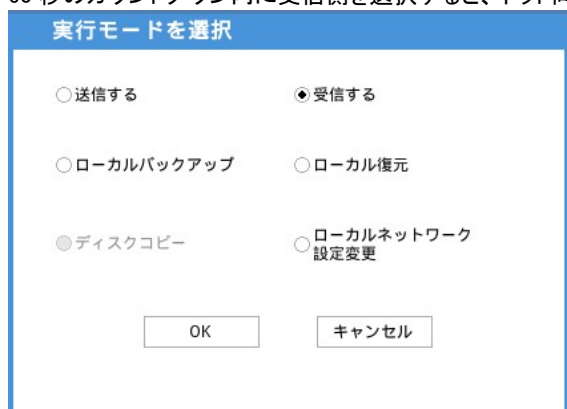 実行モードを選択
送信する
受信する
ローカルバックアップ
ローカル復元
ディスクコピー
ローカルネットワーク
設定変更
OK
キャンセル